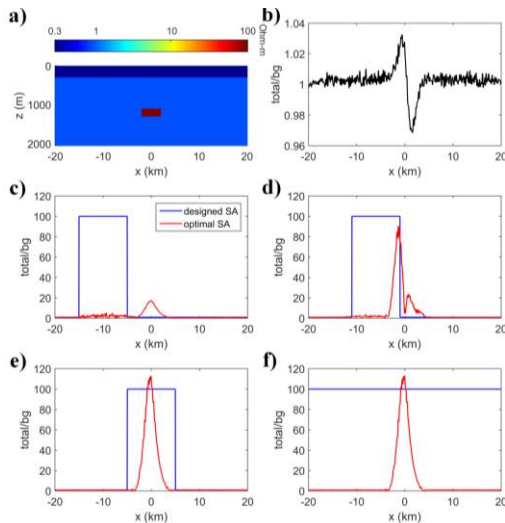 a)
0.3 1 10 100
Ohm-m
z (m)
0
1000
2000
-20 -10 0 10 20
x (km)
b)
total/bg
1.04
1.02
1
0.98
0.96
-20 -10 0 10 20
x (km)
c)
total/bg
120
100
80
60
40
20
0
designed SA
optimal SA
-20 -10 0 10 20
x (km)
d)
total/bg
120
100
80
60
40
20
0
-20 -10 0 10 20
x (km)
e)
total/bg
120
100
80
60
40
20
0
-20 -10 0 10 20
x (km)
f)
total/bg
120
100
80
60
40
20
0
-20 -10 0 10 20
x (km)